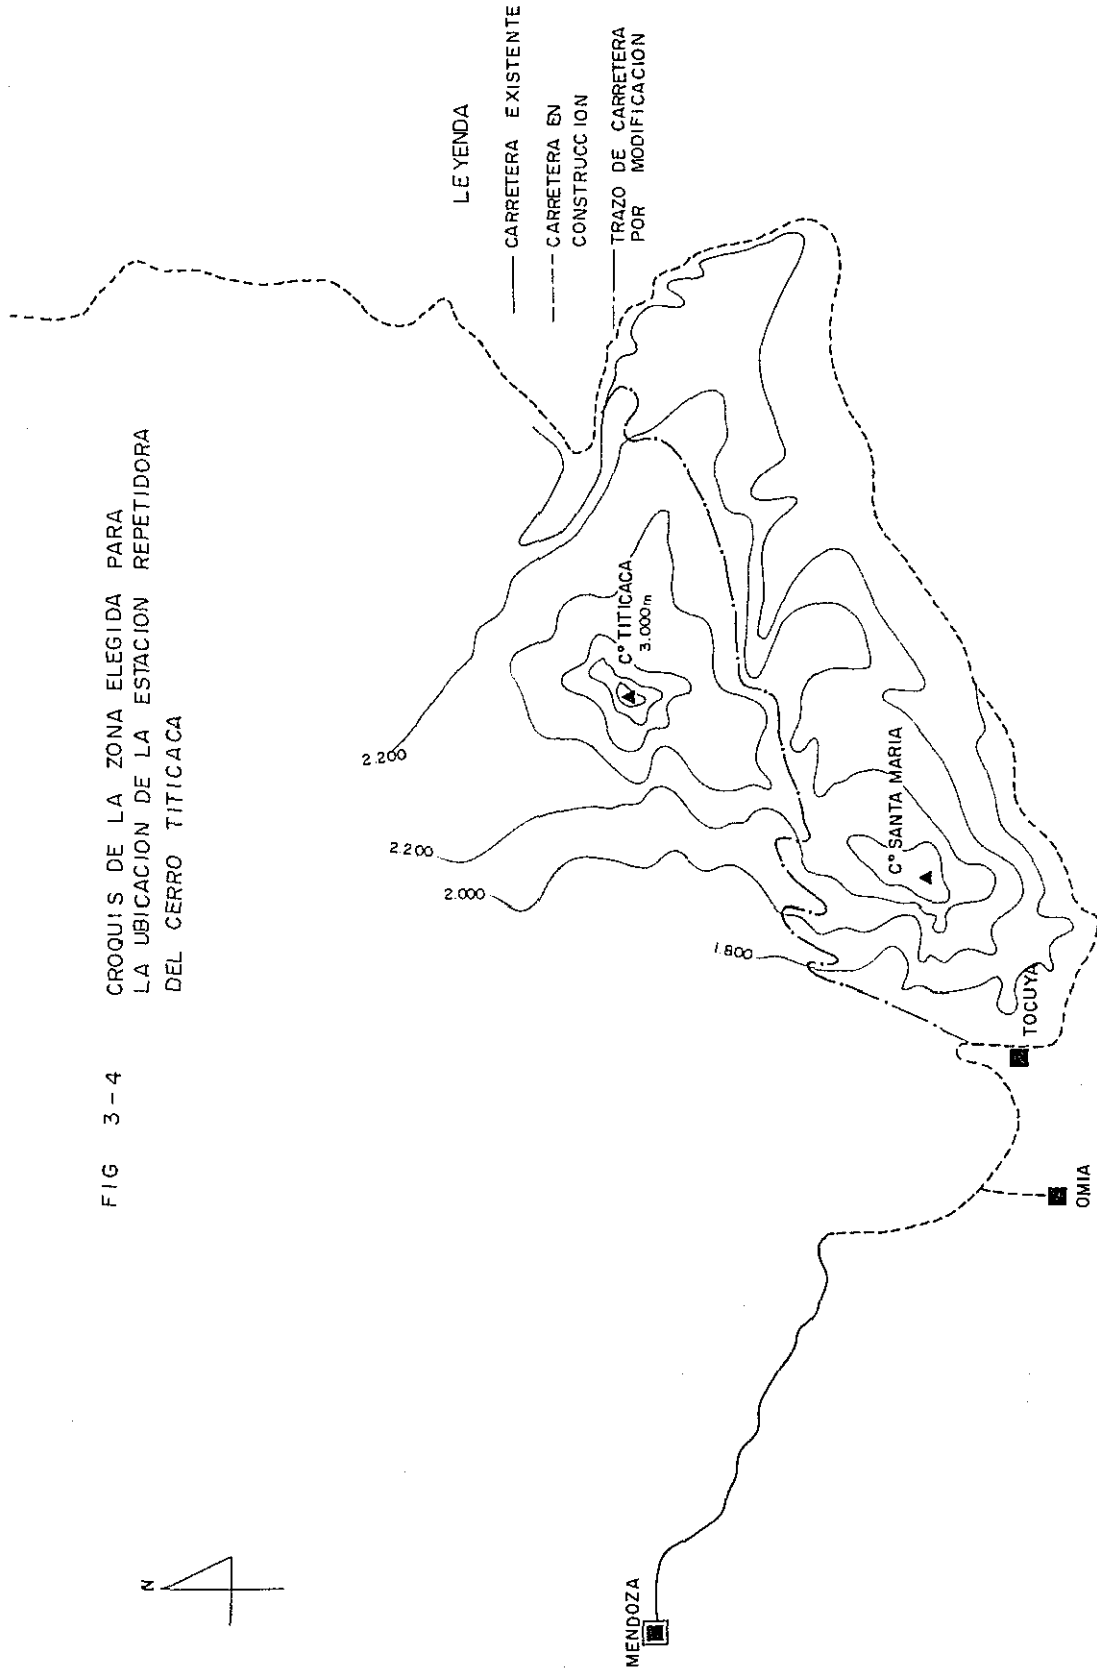 FIG 3-4 CROQUIS DE LA ZONA ELEGIDA PARA
LA UBICACION DE LA ESTACION REPETIDORA
DEL CERRO TITICACA
N
LEYENDA
CARRETERA EXISTENTE
CARRETERA EN
CONSTRUCCION
TRAZO DE CARRETERA
POR MODIFICACION
2.200
2.200
2.000
1.800
C° TITICACA
3.000m
C° SANTA MARIA
MENDOZA
TOCUYA
OMIA